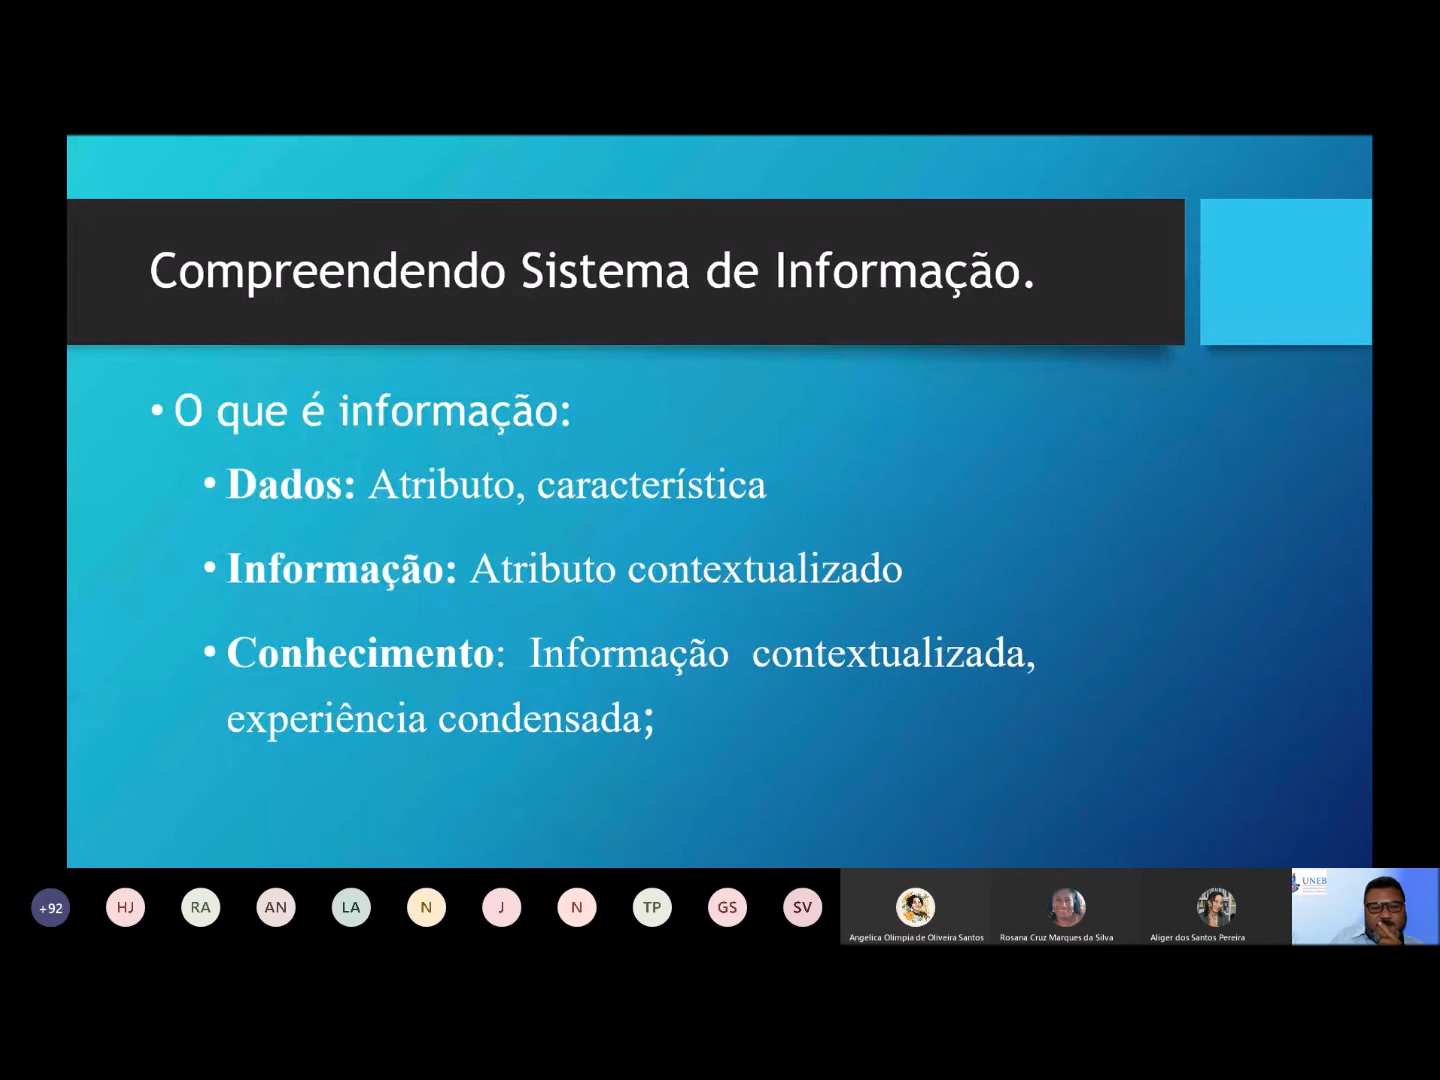 Compreendendo Sistema de Informação.
• O que é informação:
• Dados: Atributo, característica
• Informação: Atributo contextualizado
• Conhecimento: Informação contextualizada,
experiência condensada;
+92 HJ RA AN LA N J N TP GS SV
Angelica Olimpia de Oliveira Santos Rosana Cruz Marques da Silva Aliger dos Santos Pereira
UNEB